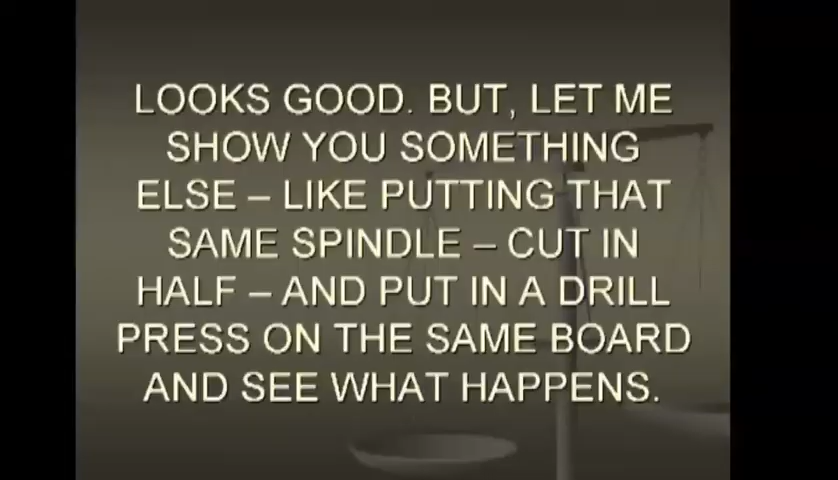 LOOKS GOOD. BUT, LET ME
SHOW YOU SOMETHING
ELSE – LIKE PUTTING THAT
SAME SPINDLE – CUT IN
HALF – AND PUT IN A DRILL
PRESS ON THE SAME BOARD
AND SEE WHAT HAPPENS.